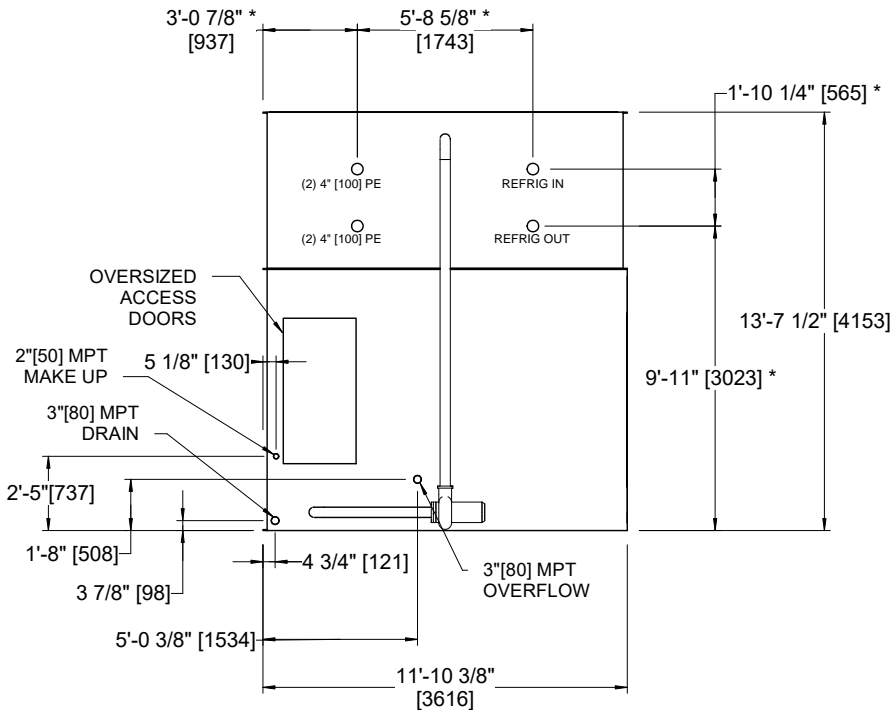 3'-0 7/8" *
[937]
5'-8 5/8" *
[1743]
1'-10 1/4" [565] *
(2) 4" [100] PE
REFRIG IN
(2) 4" [100] PE
REFRIG OUT
OVERSIZED
ACCESS
DOORS
13'-7 1/2" [4153]
2"[50] MPT
MAKE UP
5 1/8" [130]
9'-11" [3023] *
3"[80] MPT
DRAIN
2'-5"[737]
1'-8" [508]
4 3/4" [121]
3"[80] MPT
OVERFLOW
3 7/8" [98]
5'-0 3/8" [1534]
11'-10 3/8"
[3616]